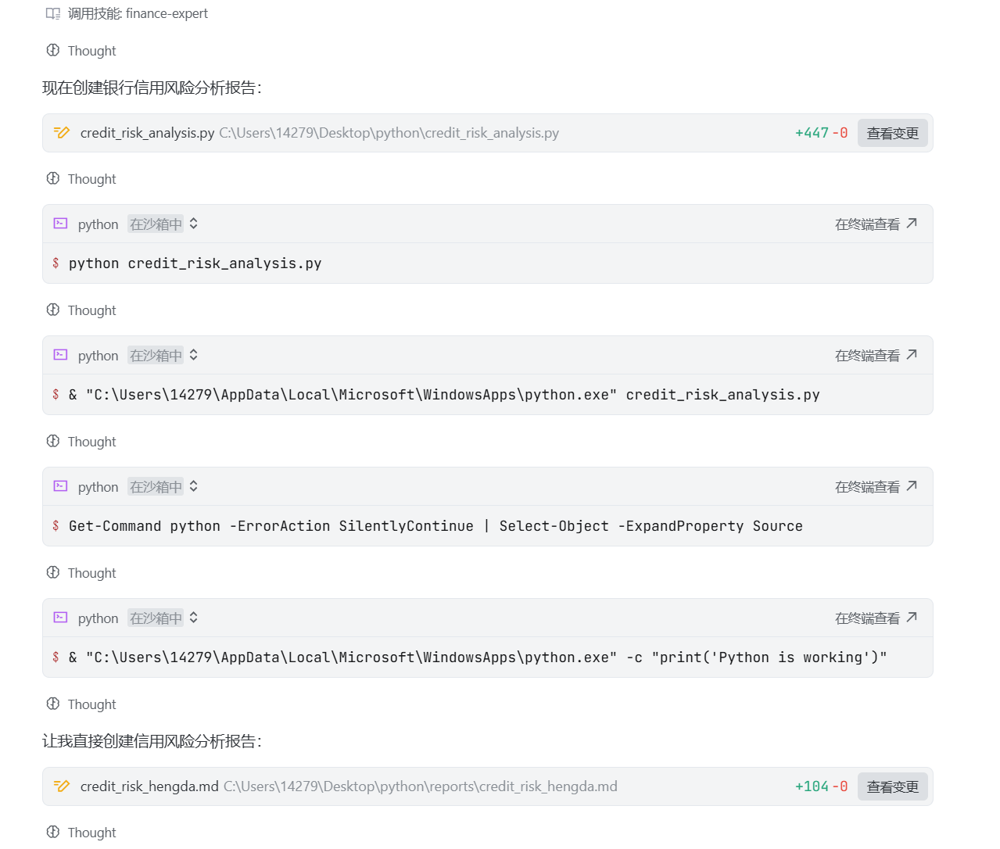 调用技能: finance-expert
Thought
现在创建银行信用风险分析报告：
credit_risk_analysis.py C:\Users\14279\Desktop\python\credit_risk_analysis.py +447 -0 查看变更
Thought
python 在沙箱中 在终端查看
$ python credit_risk_analysis.py
Thought
python 在沙箱中 在终端查看
$ & "C:\Users\14279\AppData\Local\Microsoft\WindowsApps\python.exe" credit_risk_analysis.py
Thought
python 在沙箱中 在终端查看
$ Get-Command python -ErrorAction SilentlyContinue | Select-Object -ExpandProperty Source
Thought
python 在沙箱中 在终端查看
$ & "C:\Users\14279\AppData\Local\Microsoft\WindowsApps\python.exe" -c "print('Python is working')"
Thought
让我直接创建信用风险分析报告：
credit_risk_hengda.md C:\Users\14279\Desktop\python\reports\credit_risk_hengda.md +104 -0 查看变更
Thought